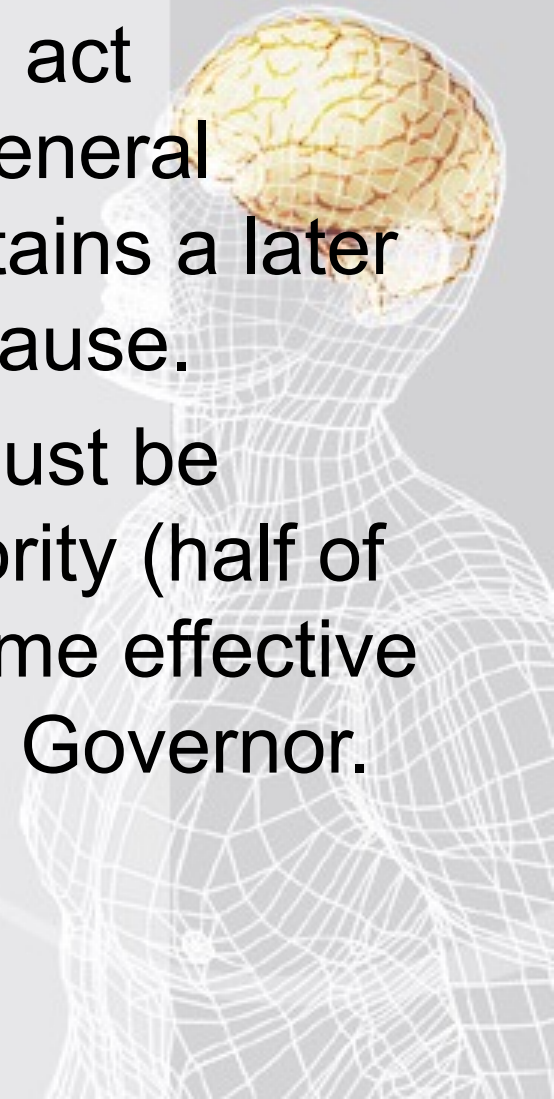 act
eneral
tains a later
ause.
ust be
ority (half of
me effective
Governor.